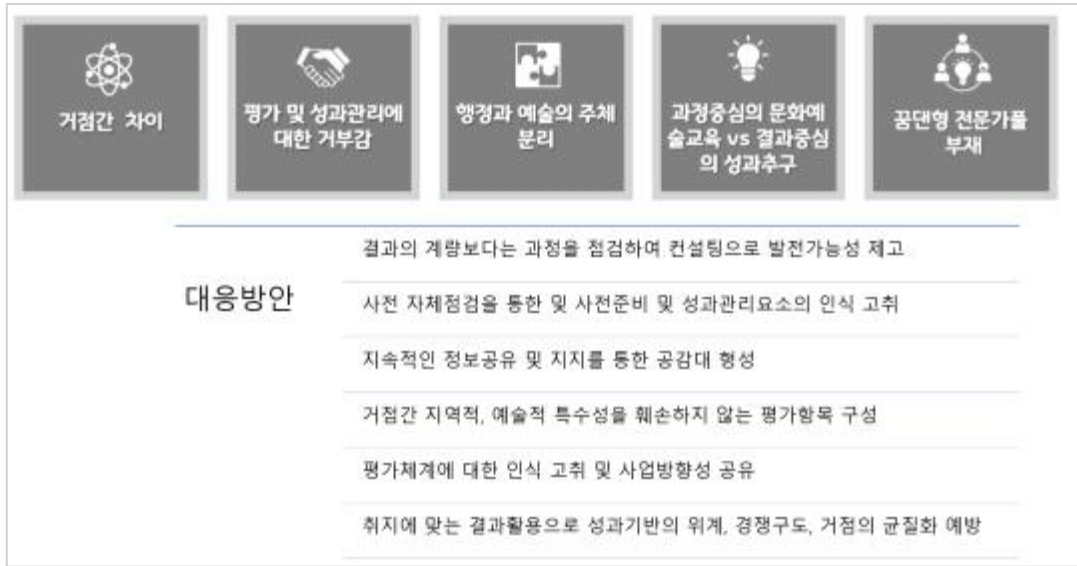 거점간 차이
평가 및 성과관리에
대한 거부감
행정과 예술의 주체
분리
과정중심의 문화예
술교육 vs 결과중심
의 성과추구
꿈댄형 전문가풀
부재
대응방안
결과의 계량보다는 과정을 점검하여 컨설팅으로 발전가능성 제고
사전 자체점검을 통한 및 사전준비 및 성과관리요소의 인식 고취
지속적인 정보공유 및 지지를 통한 공감대 형성
거점간 지역적, 예술적 특수성을 훼손하지 않는 평가항목 구성
평가체계에 대한 인식 고취 및 사업방향성 공유
취지에 맞는 결과활용으로 성과기반의 위계, 경쟁구도, 거점의 균질화 예방